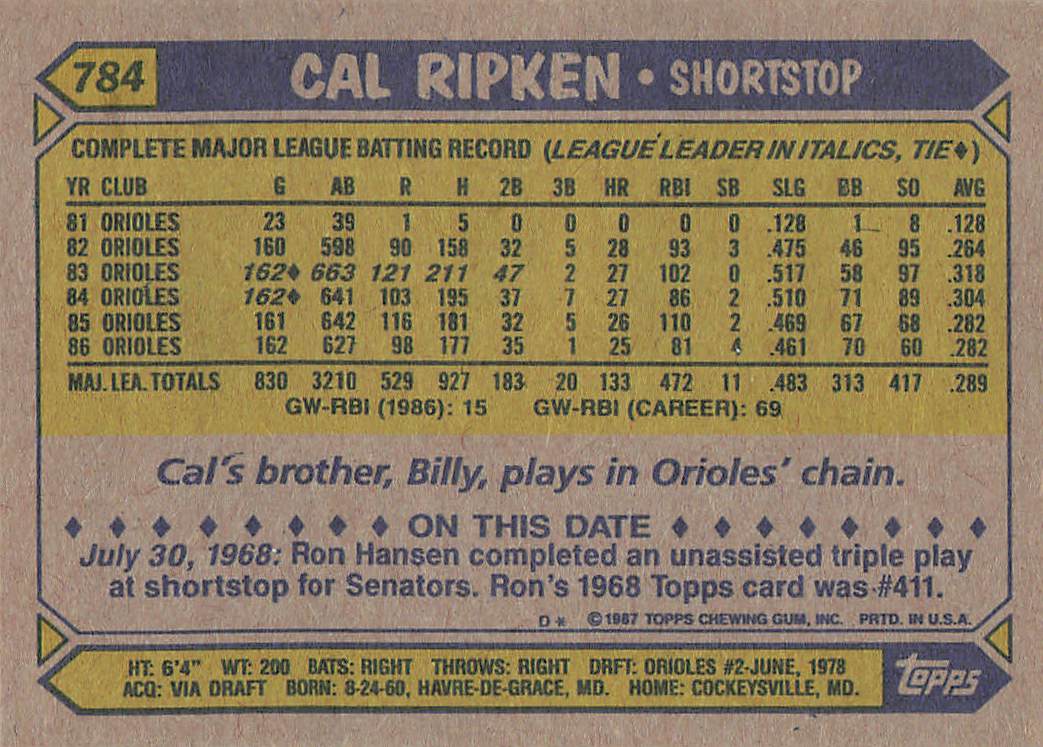 784 CAL RIPKEN • SHORTSTOP
COMPLETE MAJOR LEAGUE BATTING RECORD (LEAGUE LEADER IN ITALICS, TIE♦)
YR CLUB G AB R H 2B 3B HR RBI SB SLG BB SO AVG
81 ORIOLES 23 39 1 5 0 0 0 0 0 .128 1 8 .128
82 ORIOLES 160 598 90 158 32 5 28 93 3 .475 46 95 .264
83 ORIOLES 162♦ 663 121 211 47 2 27 102 0 .517 58 97 .318
84 ORIOLES 162♦ 641 103 195 37 7 27 86 2 .510 71 89 .304
85 ORIOLES 161 642 116 181 32 5 26 110 2 .469 67 68 .282
86 ORIOLES 162 627 98 177 35 1 25 81 4 .461 70 60 .282
MAJ. LEA. TOTALS 830 3210 529 927 183 20 133 472 11 .483 313 417 .289
GW-RBI (1986): 15 GW-RBI (CAREER): 69
Cal's brother, Billy, plays in Orioles' chain.
♦ ♦ ♦ ♦ ♦ ♦ ♦ ♦ ON THIS DATE ♦ ♦ ♦ ♦ ♦ ♦ ♦ ♦
July 30, 1968: Ron Hansen completed an unassisted triple play
at shortstop for Senators. Ron's 1968 Topps card was #411.
D* ©1987 TOPPS CHEWING GUM, INC. PRTD. IN U.S.A.
HT: 6'4" WT: 200 BATS: RIGHT THROWS: RIGHT DRFT: ORIOLES #2-JUNE, 1978
ACQ: VIA DRAFT BORN: 8-24-60, HAVRE-DE-GRACE, MD. HOME: COCKEYSVILLE, MD.
topps